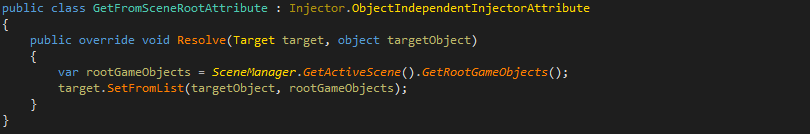 public class GetFromSceneRootAttribute : Injector.ObjectIndependentInjectorAttribute
{
    public override void Resolve(Target target, object targetObject)
    {
        var rootGameObjects = SceneManager.GetActiveScene().GetRootGameObjects();
        target.SetFromList(targetObject, rootGameObjects);
    }
}